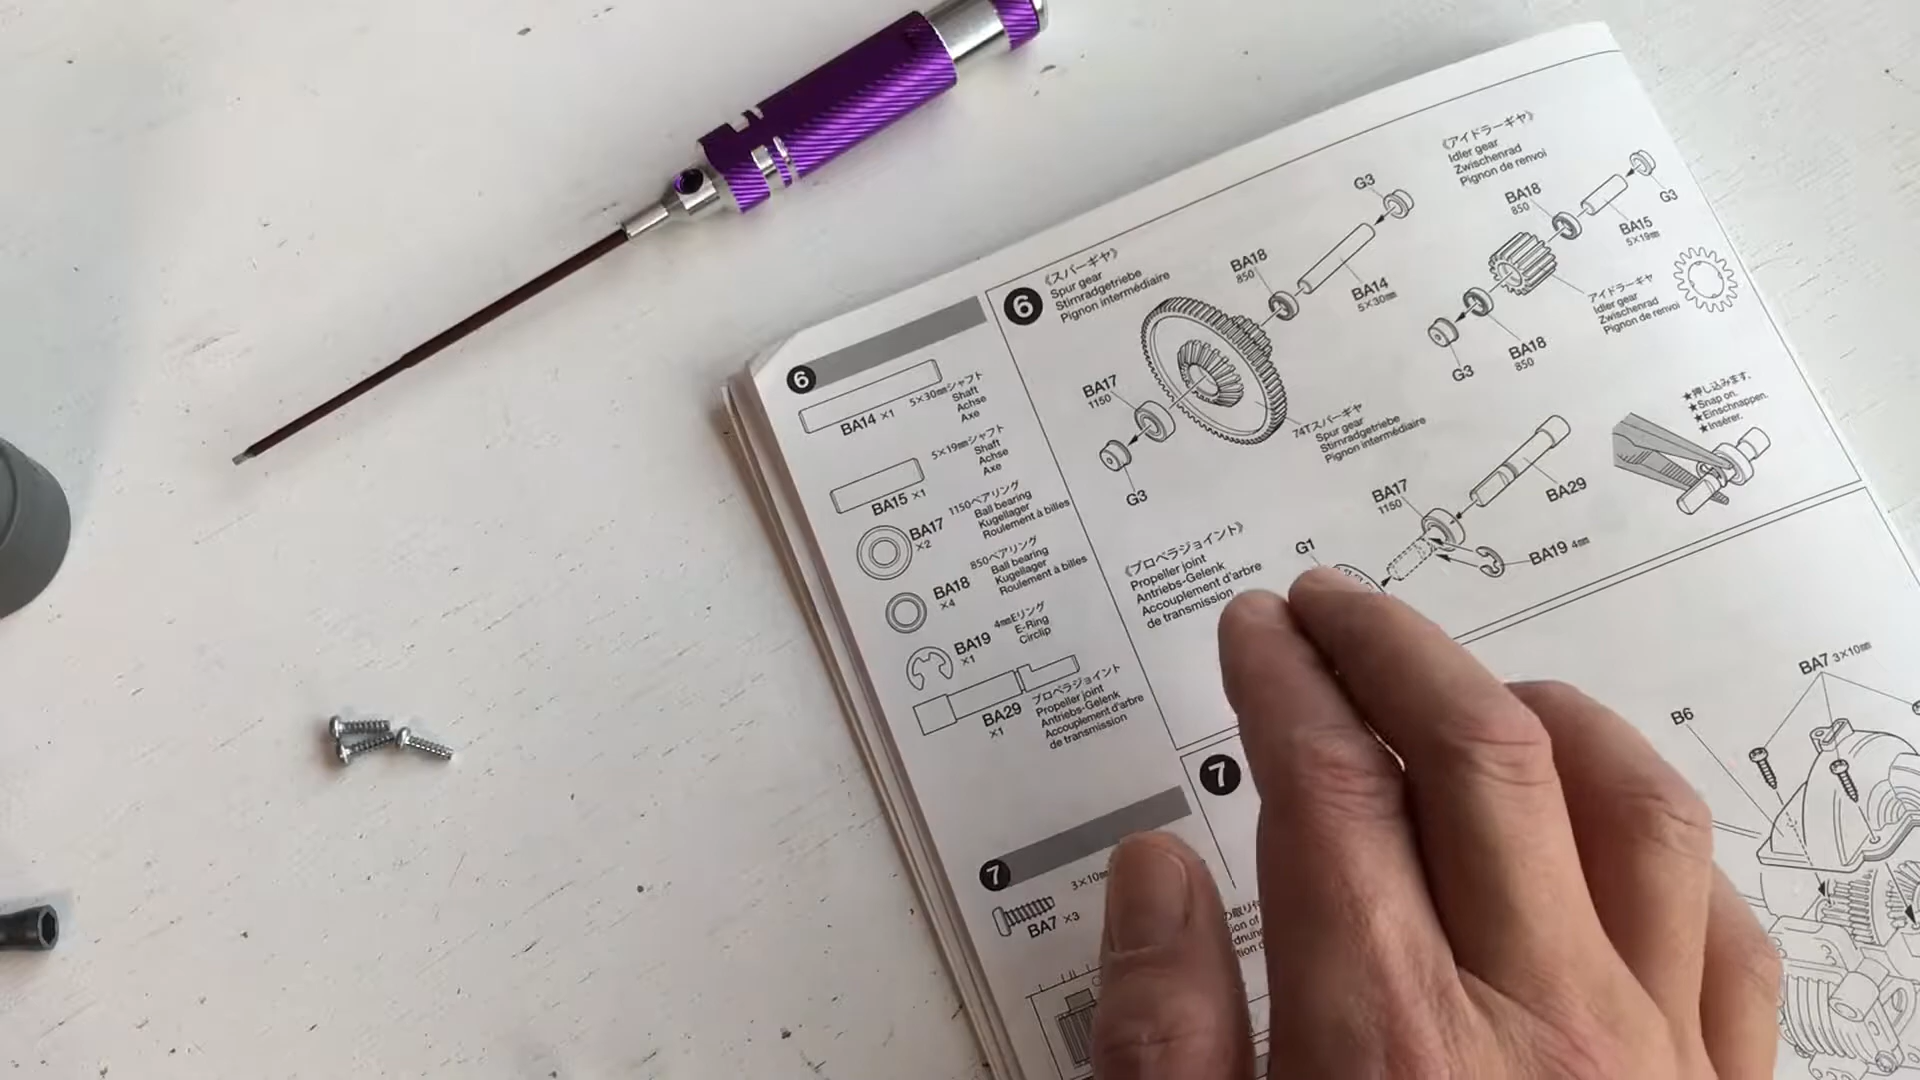 6
BA14 ×1
5×30㎜シャフト
Shaft
Achse
Axe
BA15 ×1
5×19㎜シャフト
Shaft
Achse
Axe
BA17
×2
1150ベアリング
Ball bearing
Kugellager
Roulement à billes
BA18
×4
850ベアリング
Ball bearing
Kugellager
Roulement à billes
BA19
×1
4㎜Eリング
E-Ring
Circlip
BA29
×1
プロペラジョイント
Propeller joint
Antriebs-Gelenk
Accouplement d'arbre
de transmission
6
《スパーギヤ》
Spur gear
Stirnradgetriebe
Pignon intermédiaire
BA18
850
G3
BA14
5×30㎜
BA17
1150
G3
74Tスパーギヤ
Spur gear
Stirnradgetriebe
Pignon intermédiaire
《アイドラーギヤ》
Idler gear
Zwischenrad
Pignon de renvoi
BA18
850
G3
BA15
5×19㎜
アイドラーギヤ
Idler gear
Zwischenrad
Pignon de renvoi
G3
BA18
850
《プロペラジョイント》
Propeller joint
Antriebs-Gelenk
Accouplement d'arbre
de transmission
G1
BA17
1150
BA29
BA19 4㎜
★押し込みます。
★Snap on.
★Einschnappen.
★Insérer.
7
3×10㎜
BA7 ×3
7
B6
BA7 3×10㎜